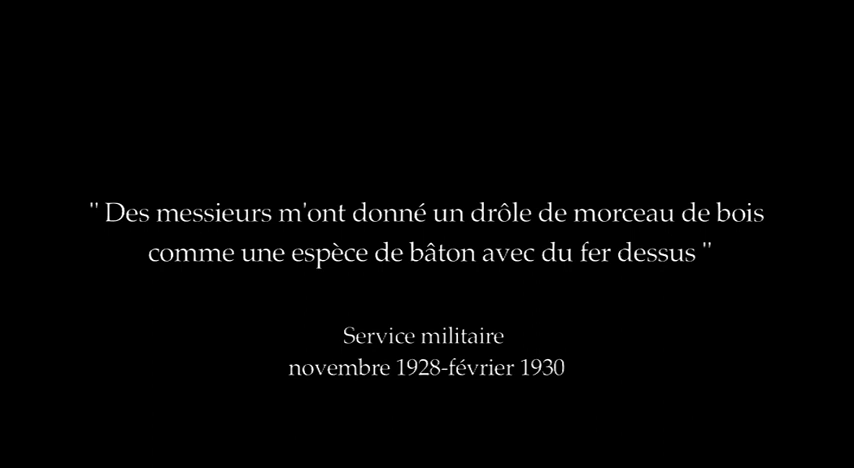 " Des messieurs m'ont donné un drôle de morceau de bois
comme une espèce de bâton avec du fer dessus "
Service militaire
novembre 1928-février 1930